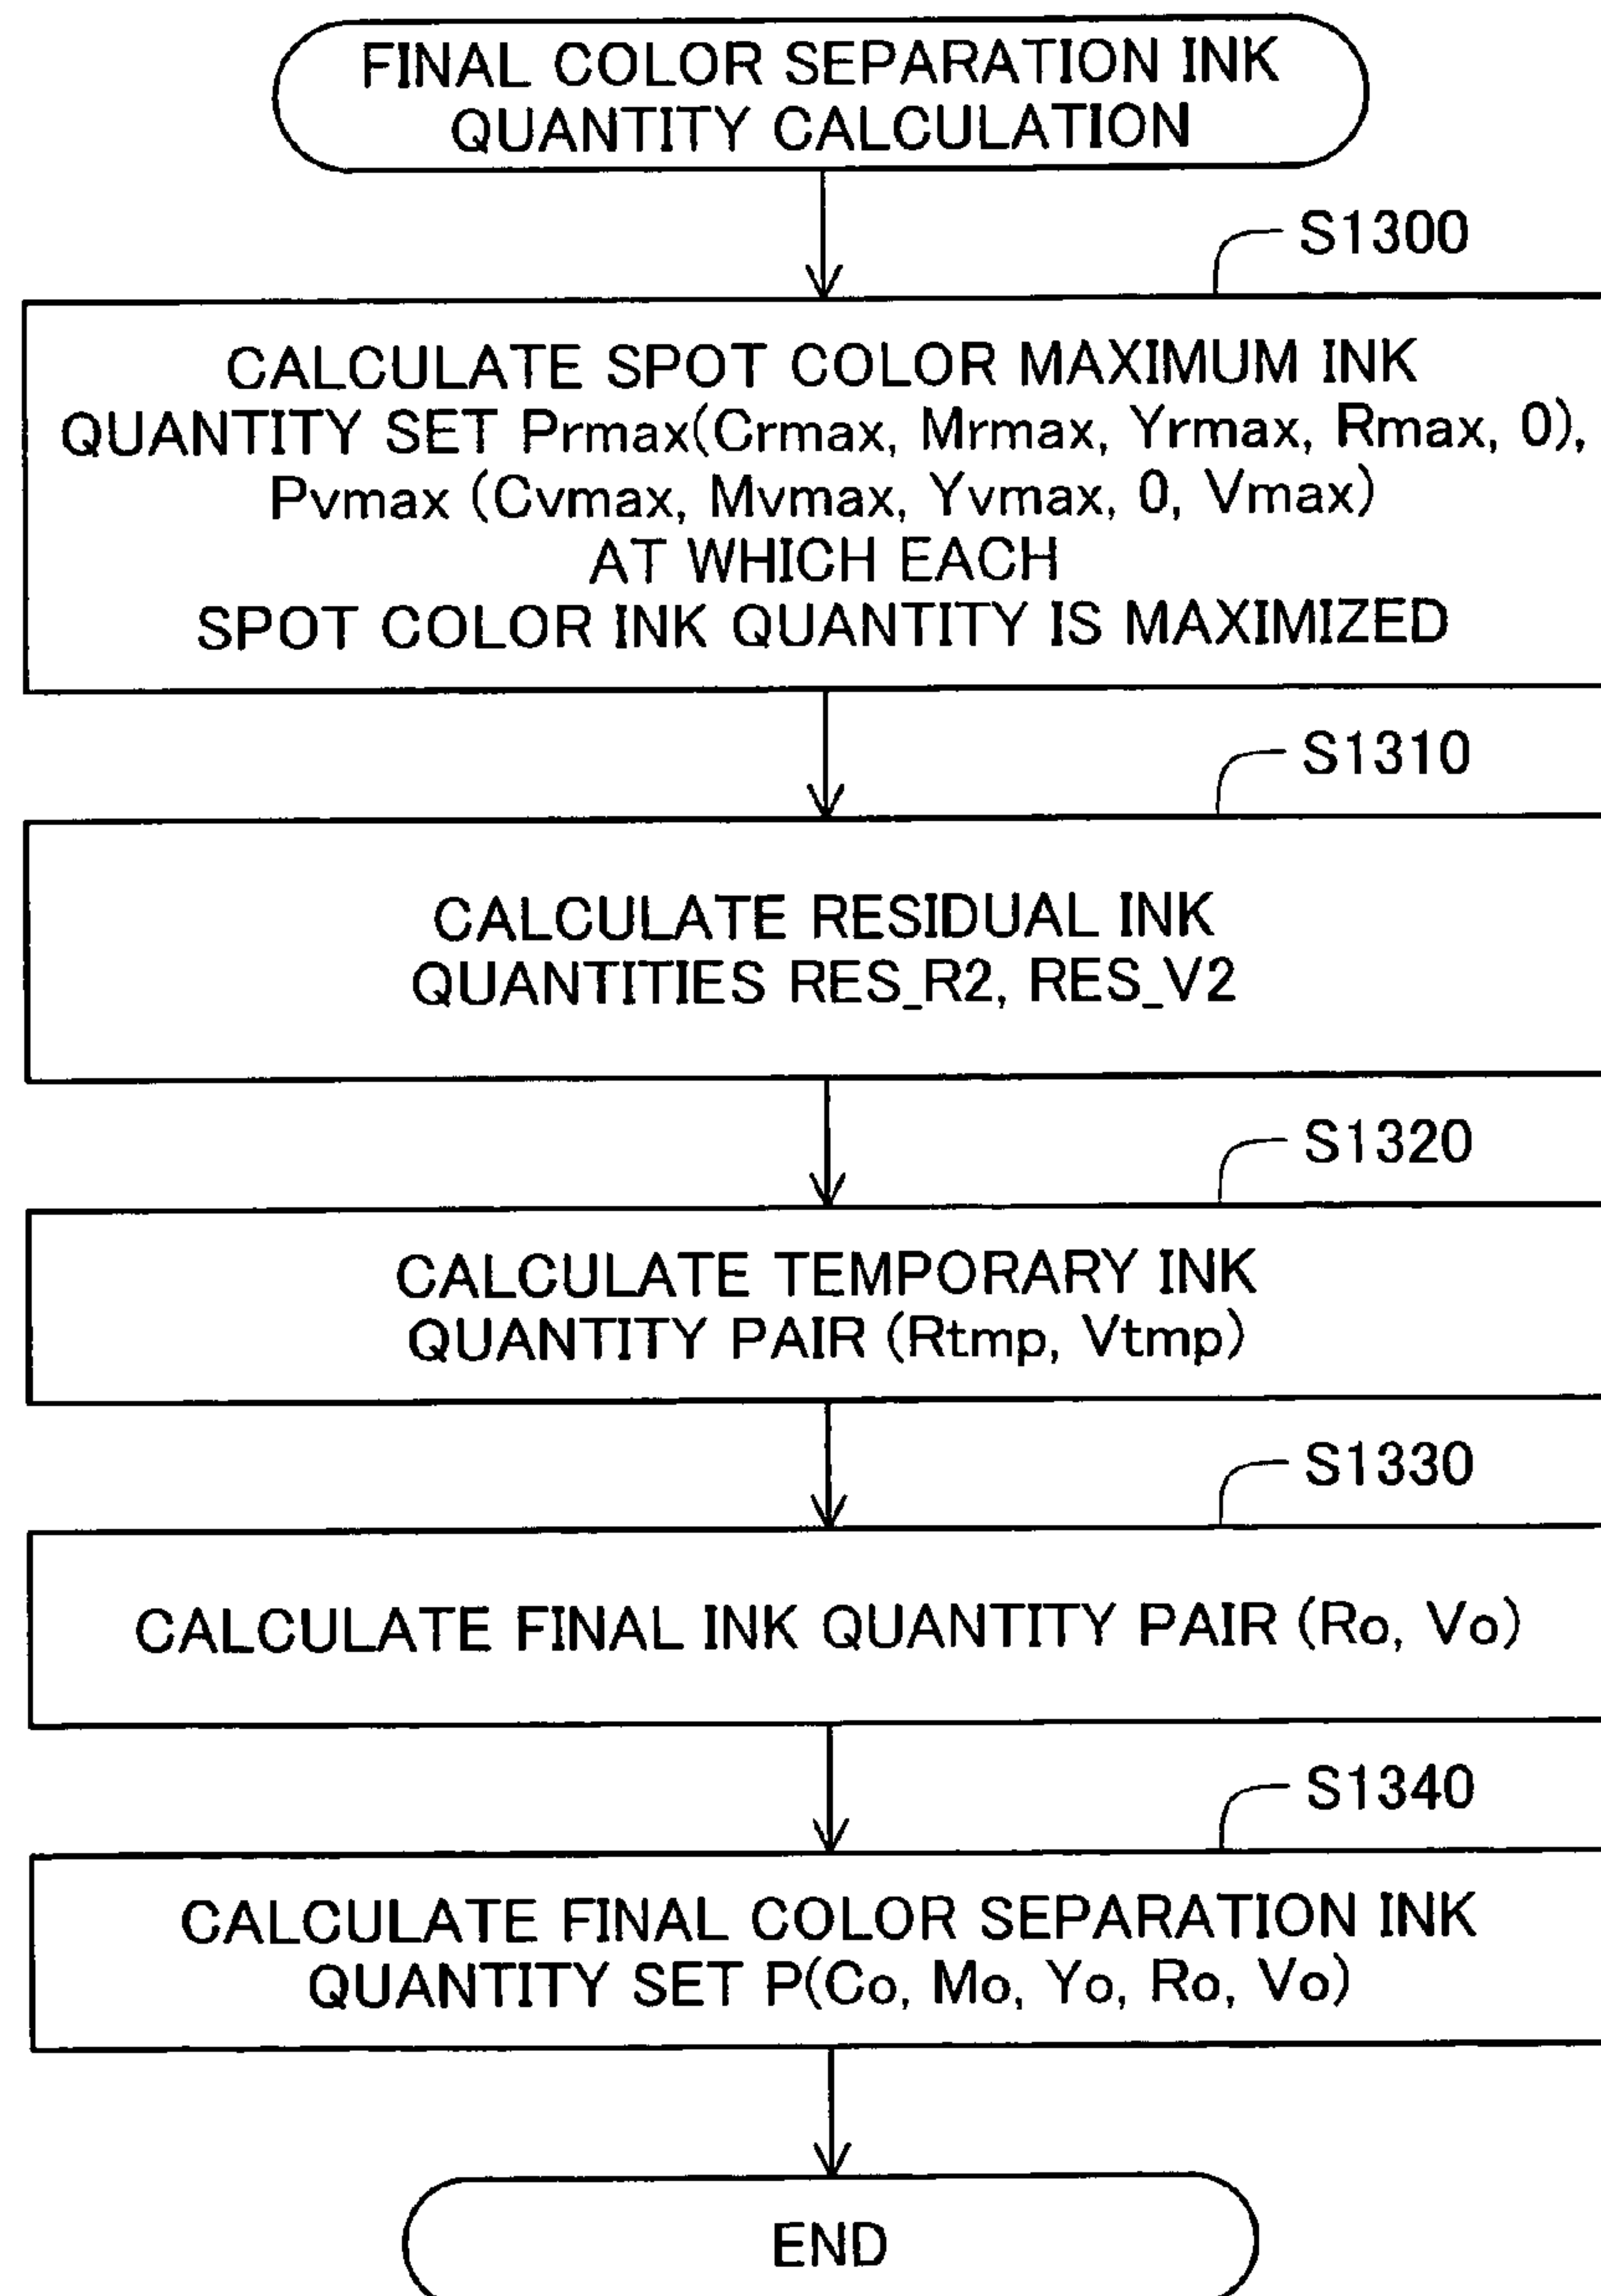 FINAL COLOR SEPARATION INK
QUANTITY CALCULATION
S1300
CALCULATE SPOT COLOR MAXIMUM INK
QUANTITY SET Prmax(Crmax, Mrmax, Yrmax, Rmax, 0),
Pvmax (Cvmax, Mvmax, Yvmax, 0, Vmax)
AT WHICH EACH
SPOT COLOR INK QUANTITY IS MAXIMIZED
S1310
CALCULATE RESIDUAL INK
QUANTITIES RES_R2, RES_V2
S1320
CALCULATE TEMPORARY INK
QUANTITY PAIR (Rtmp, Vtmp)
S1330
CALCULATE FINAL INK QUANTITY PAIR (Ro, Vo)
S1340
CALCULATE FINAL COLOR SEPARATION INK
QUANTITY SET P(Co, Mo, Yo, Ro, Vo)
END